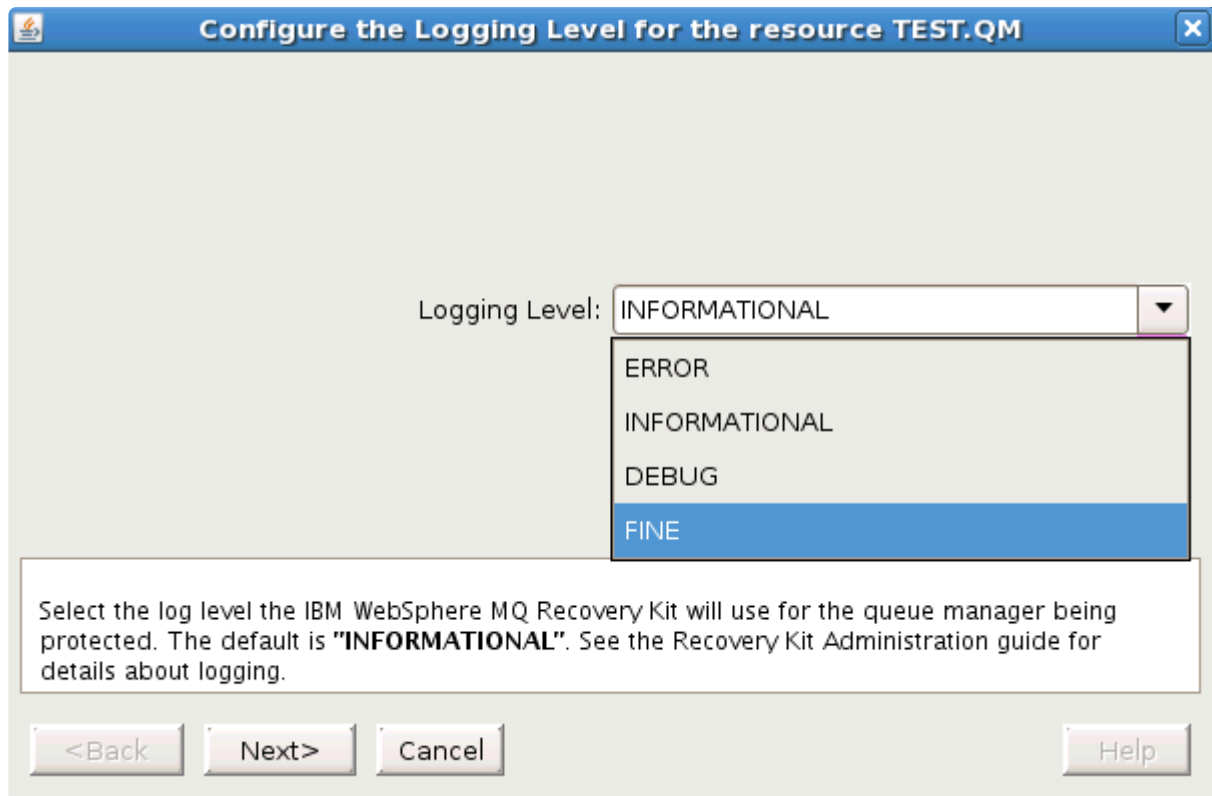 Configure the Logging Level for the resource TEST.QM
Logging Level: INFORMATIONAL
ERROR
INFORMATIONAL
DEBUG
FINE
Select the log level the IBM WebSphere MQ Recovery Kit will use for the queue manager being
protected. The default is "INFORMATIONAL". See the Recovery Kit Administration guide for
details about logging.
<Back Next> Cancel Help